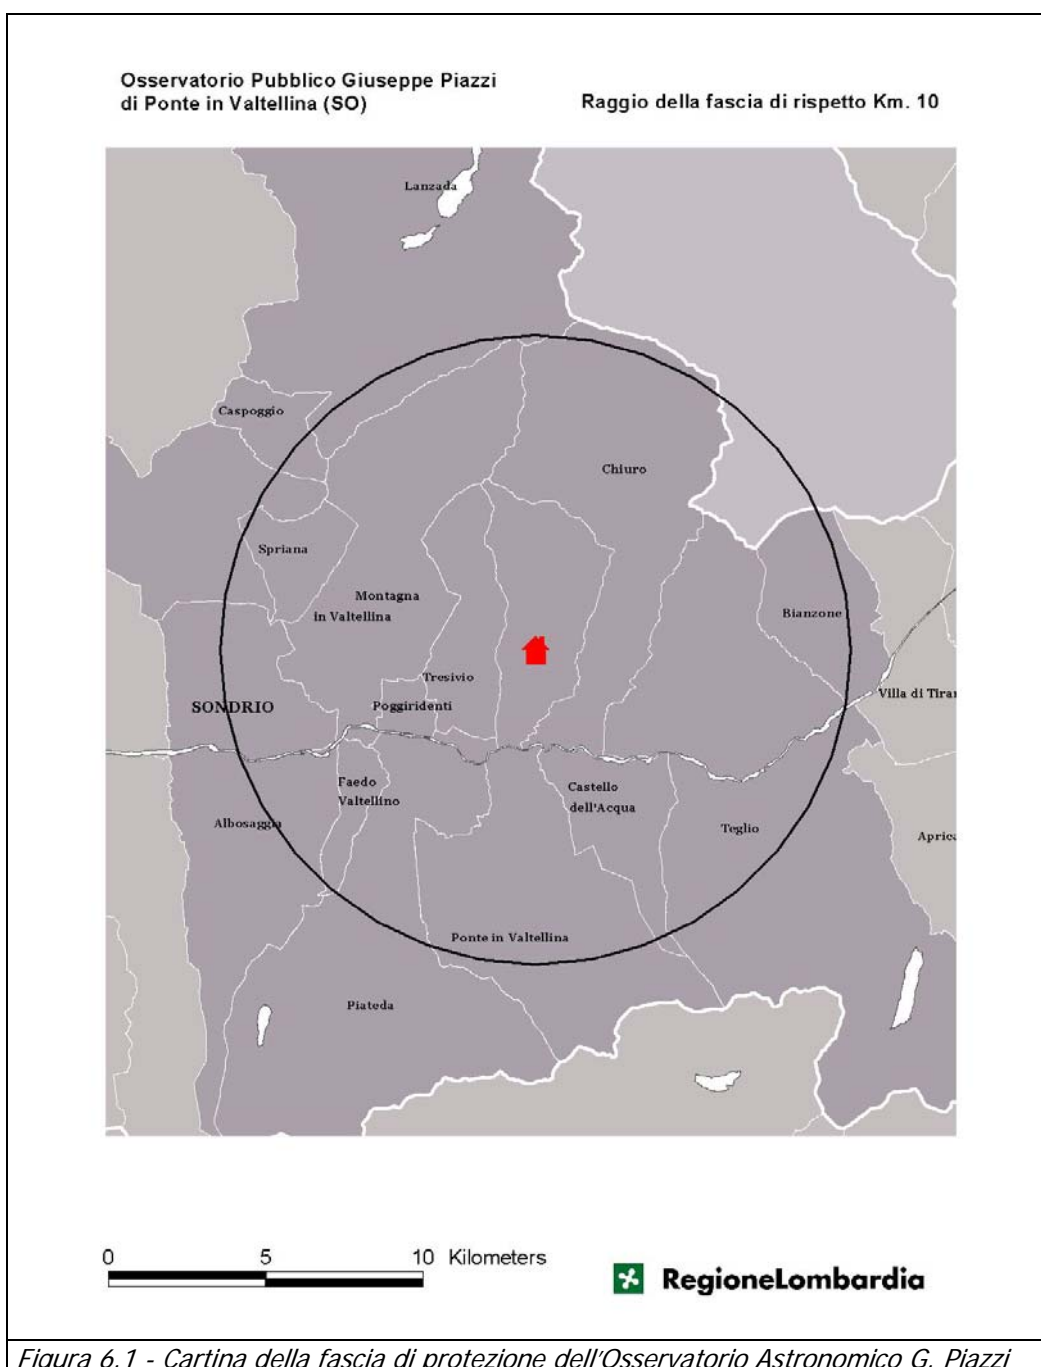 Osservatorio Pubblico Giuseppe Piazzi
di Ponte in Valtellina (SO)
Raggio della fascia di rispetto Km. 10
Lanzada
Caspoggio
Chiuro
Spriana
Montagna
in Valtellina
Bianzone
Tresivio
Villa di Tiran
SONDRIO
Poggiridenti
Faedo
Valtellino
Castello
dell'Acqua
Albosaggia
Teglio
Aprica
Ponte in Valtellina
Piateda
0 5 10 Kilometers
RegioneLombardia
Figura 6.1 - Cartina della fascia di protezione dell'Osservatorio Astronomico G. Piazzi